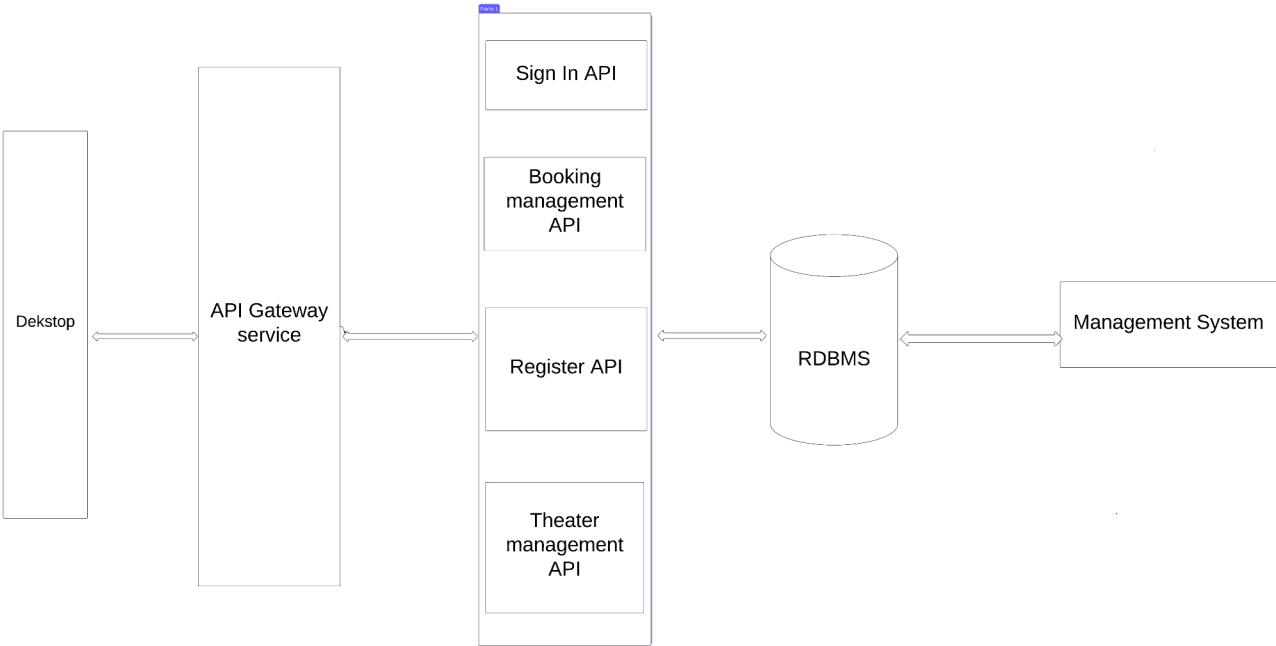 Sign In API
Booking
management
API
Dekstop
API Gateway
service
Register API
RDBMS
Management System
Theater
management
API